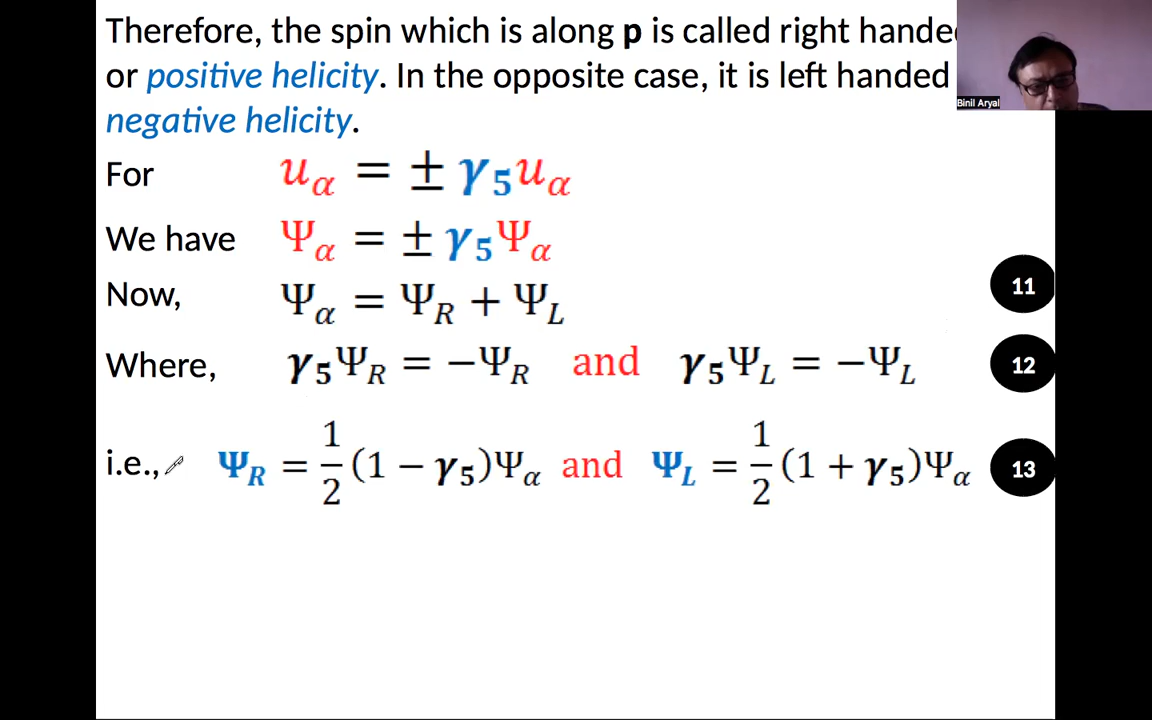 Therefore, the spin which is along p is called right hande
or positive helicity. In the opposite case, it is left handed
negative helicity.
Binil Aryal
For u_α = ± γ_5 u_α
We have Ψ_α = ± γ_5 Ψ_α
Now, Ψ_α = Ψ_R + Ψ_L 11
Where, γ_5 Ψ_R = −Ψ_R and γ_5 Ψ_L = −Ψ_L 12
i.e., Ψ_R = 1/2 (1 − γ_5)Ψ_α and Ψ_L = 1/2 (1 + γ_5)Ψ_α 13